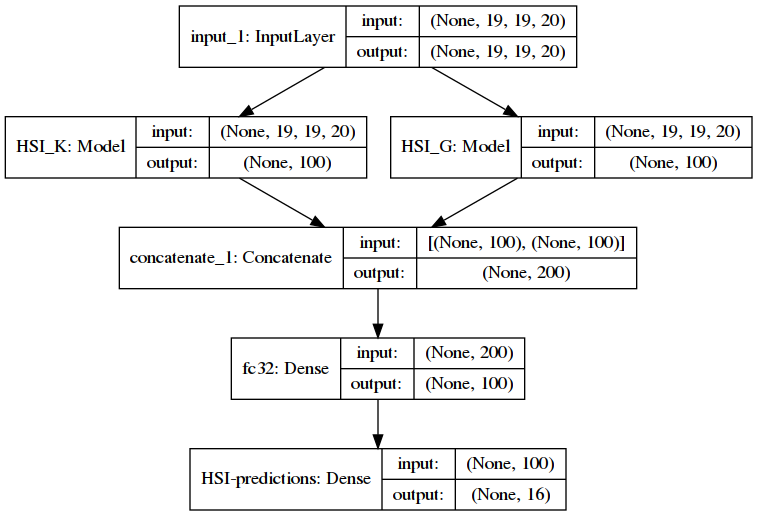 input_1: InputLayer
input: (None, 19, 19, 20)
output: (None, 19, 19, 20)
HSI_K: Model
input: (None, 19, 19, 20)
output: (None, 100)
HSI_G: Model
input: (None, 19, 19, 20)
output: (None, 100)
concatenate_1: Concatenate
input: [(None, 100), (None, 100)]
output: (None, 200)
fc32: Dense
input: (None, 200)
output: (None, 100)
HSI-predictions: Dense
input: (None, 100)
output: (None, 16)